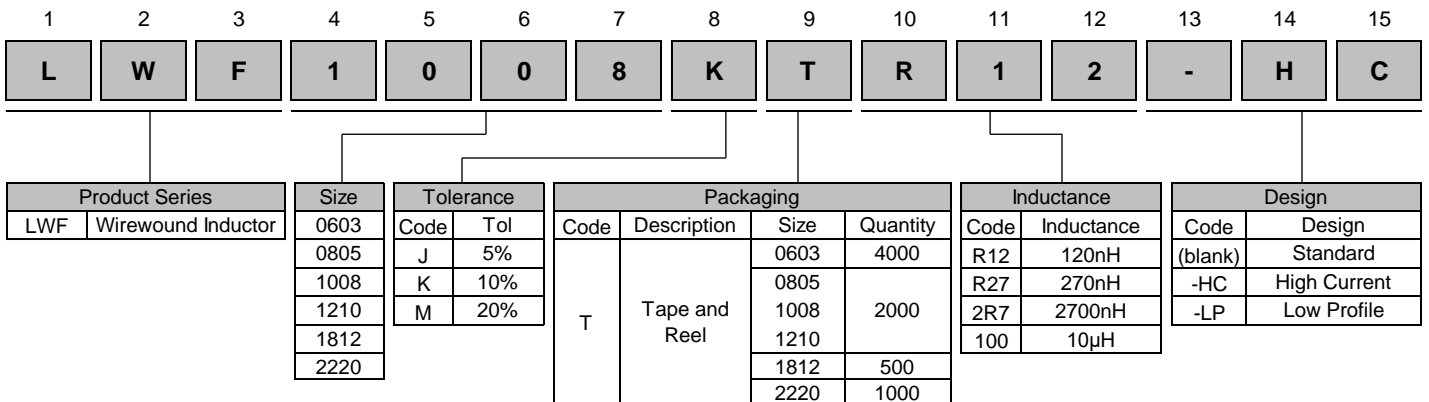 1 2 3 4 5 6 7 8 9 10 11 12 13 14 15
L W F 1 0 0 8 K T R 1 2 - H C
Product Series Size Tolerance Packaging Inductance Design
LWF Wirewound Inductor 0603 Code Tol Code Description Size Quantity Code Inductance Code Design
0805 J 5% T Tape and Reel 0603 4000 R12 120nH (blank) Standard
1008 K 10% 0805 R27 270nH -HC High Current
1210 M 20% 1008 2000 2R7 2700nH -LP Low Profile
1812 1210 100 10µH
2220 1812 500
2220 1000